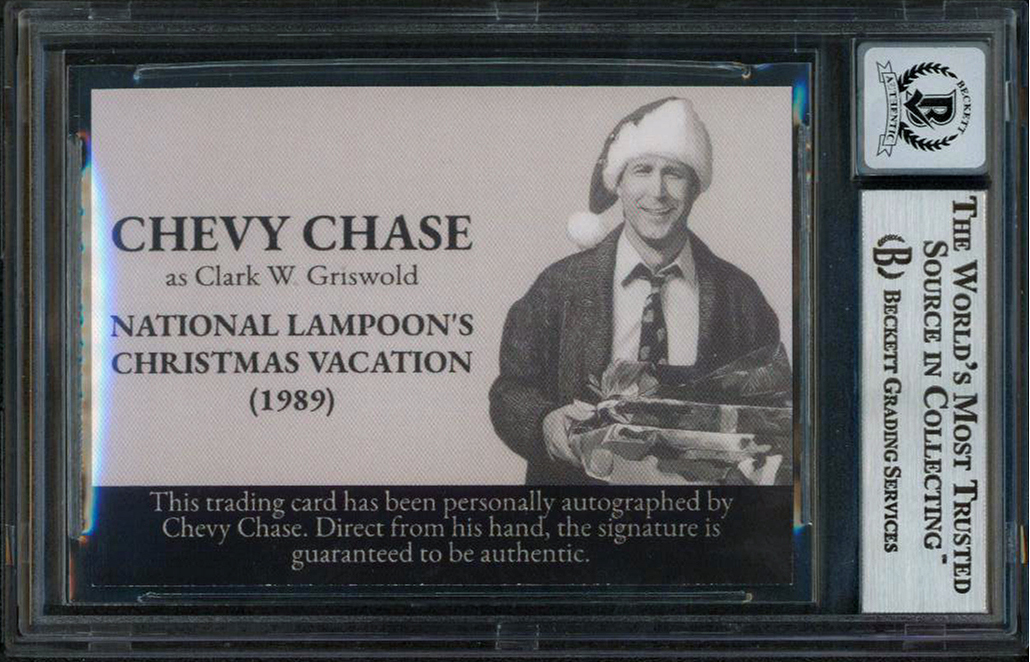 CHEVY CHASE
as Clark W. Griswold
NATIONAL LAMPOON'S
CHRISTMAS VACATION
(1989)
This trading card has been personally autographed by
Chevy Chase. Direct from his hand, the signature is
guaranteed to be authentic.
BECKETT
AUTHENTIC
B
THE WORLD'S MOST TRUSTED
SOURCE IN COLLECTING™
B BECKETT GRADING SERVICES